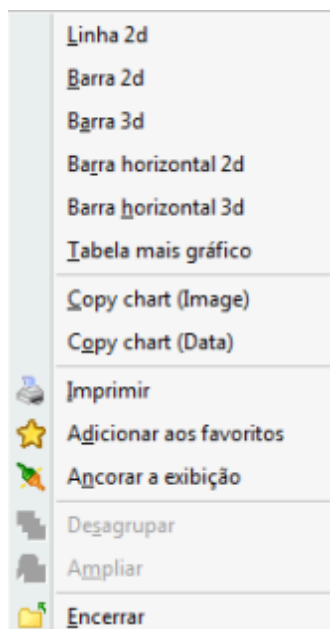 Linha 2d
Barra 2d
Barra 3d
Barra horizontal 2d
Barra horizontal 3d
Tabela mais gráfico
Copy chart (Image)
Copy chart (Data)
Imprimir
Adicionar aos favoritos
Ancorar a exibição
Desagrupar
Ampliar
Encerrar